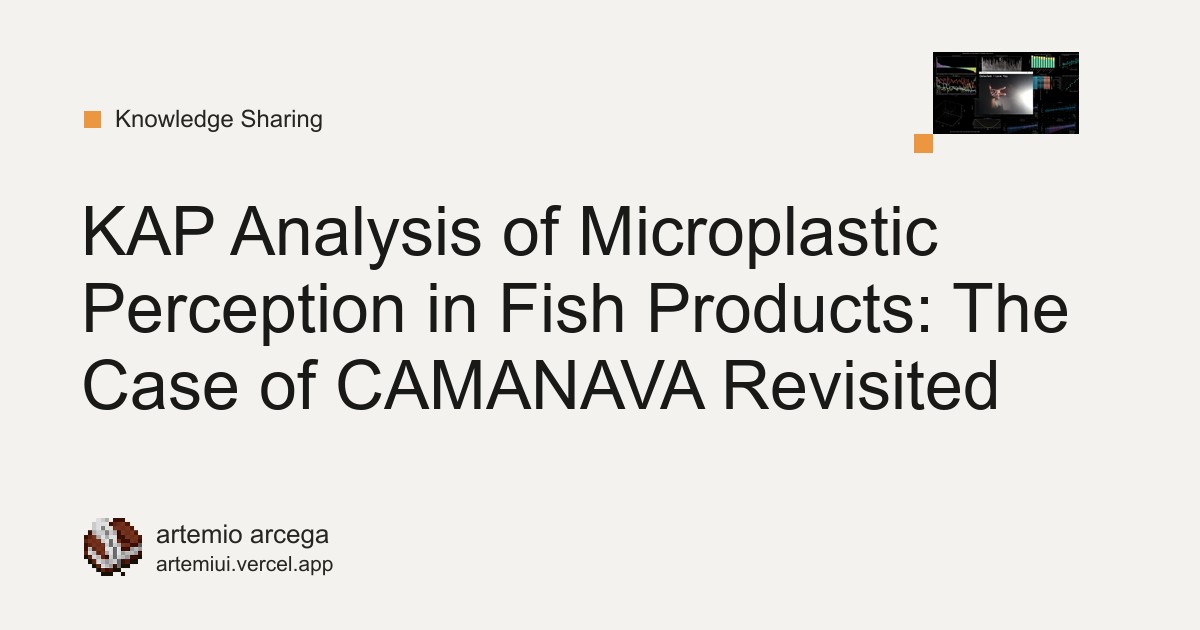 Knowledge Sharing
KAP Analysis of Microplastic
Perception in Fish Products: The
Case of CAMANAVA Revisited
artemio arcega
artemiui.vercel.app